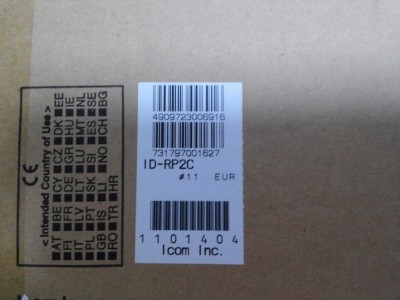 4909723006916
731797001627
ID-RP2C
#11 EUR
1101404
Icom Inc.
CE
< Intended Country of Use >
AT BE CY CZ DK EE
FI FR DE GR HU IE
IT LV LT LU MT NL
PL PT SK SI ES SE
GB IS LI NO CH BG
RO TR HR